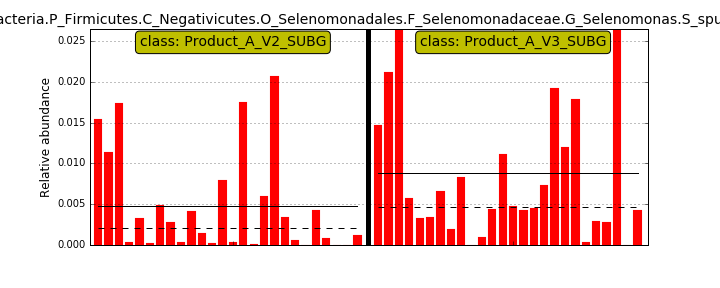 acteria.P_Firmicutes.C_Negativicutes.O_Selenomonadales.F_Selenomonadaceae.G_Selenomonas.S_spu
class: Product_A_V2_SUBG
class: Product_A_V3_SUBG
Relative abundance
0.025
0.020
0.015
0.010
0.005
0.000